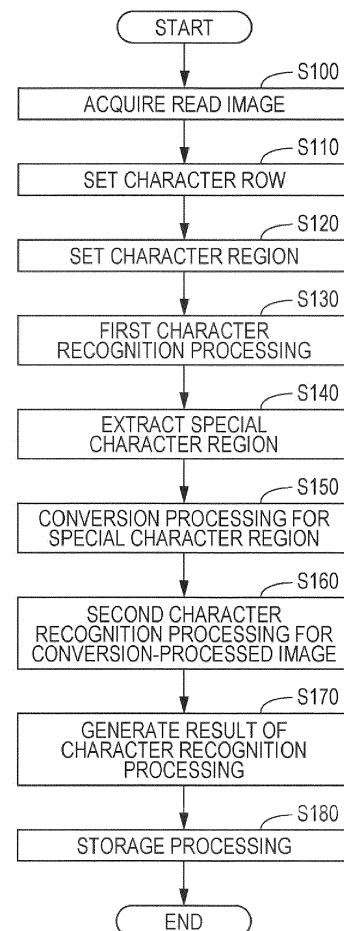 START
S100
ACQUIRE READ IMAGE
S110
SET CHARACTER ROW
S120
SET CHARACTER REGION
S130
FIRST CHARACTER
RECOGNITION PROCESSING
S140
EXTRACT SPECIAL
CHARACTER REGION
S150
CONVERSION PROCESSING FOR
SPECIAL CHARACTER REGION
S160
SECOND CHARACTER
RECOGNITION PROCESSING FOR
CONVERSION-PROCESSED IMAGE
S170
GENERATE RESULT OF
CHARACTER RECOGNITION
PROCESSING
S180
STORAGE PROCESSING
END